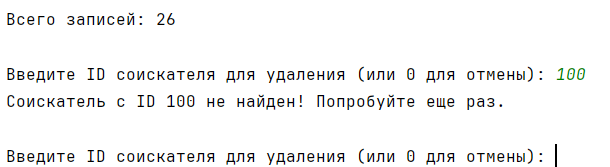 Всего записей: 26
Введите ID соискателя для удаления (или 0 для отмены): 100
Соискатель с ID 100 не найден! Попробуйте еще раз.
Введите ID соискателя для удаления (или 0 для отмены):